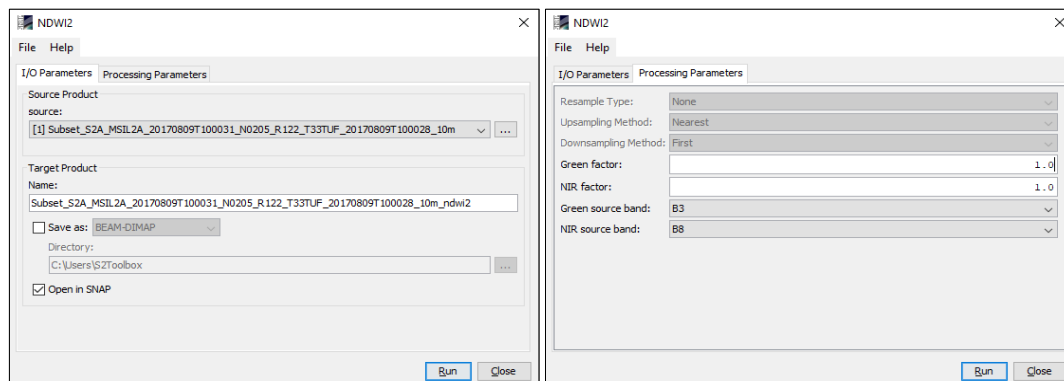 NDWI2
File Help
I/O Parameters Processing Parameters
Source Product
source:
[1] Subset_S2A_MSIL2A_20170809T100031_N0205_R122_T33TUF_20170809T100028_10m ...
Target Product
Name:
Subset_S2A_MSIL2A_20170809T100031_N0205_R122_T33TUF_20170809T100028_10m_ndwi2
Save as: BEAM-DIMAP
Directory:
C:\Users\S2Toolbox ...
Open in SNAP
Run Close
NDWI2
File Help
I/O Parameters Processing Parameters
Resample Type: None
Upsampling Method: Nearest
Downsampling Method: First
Green factor: 1.0
NIR factor: 1.0
Green source band: B3
NIR source band: B8
Run Close